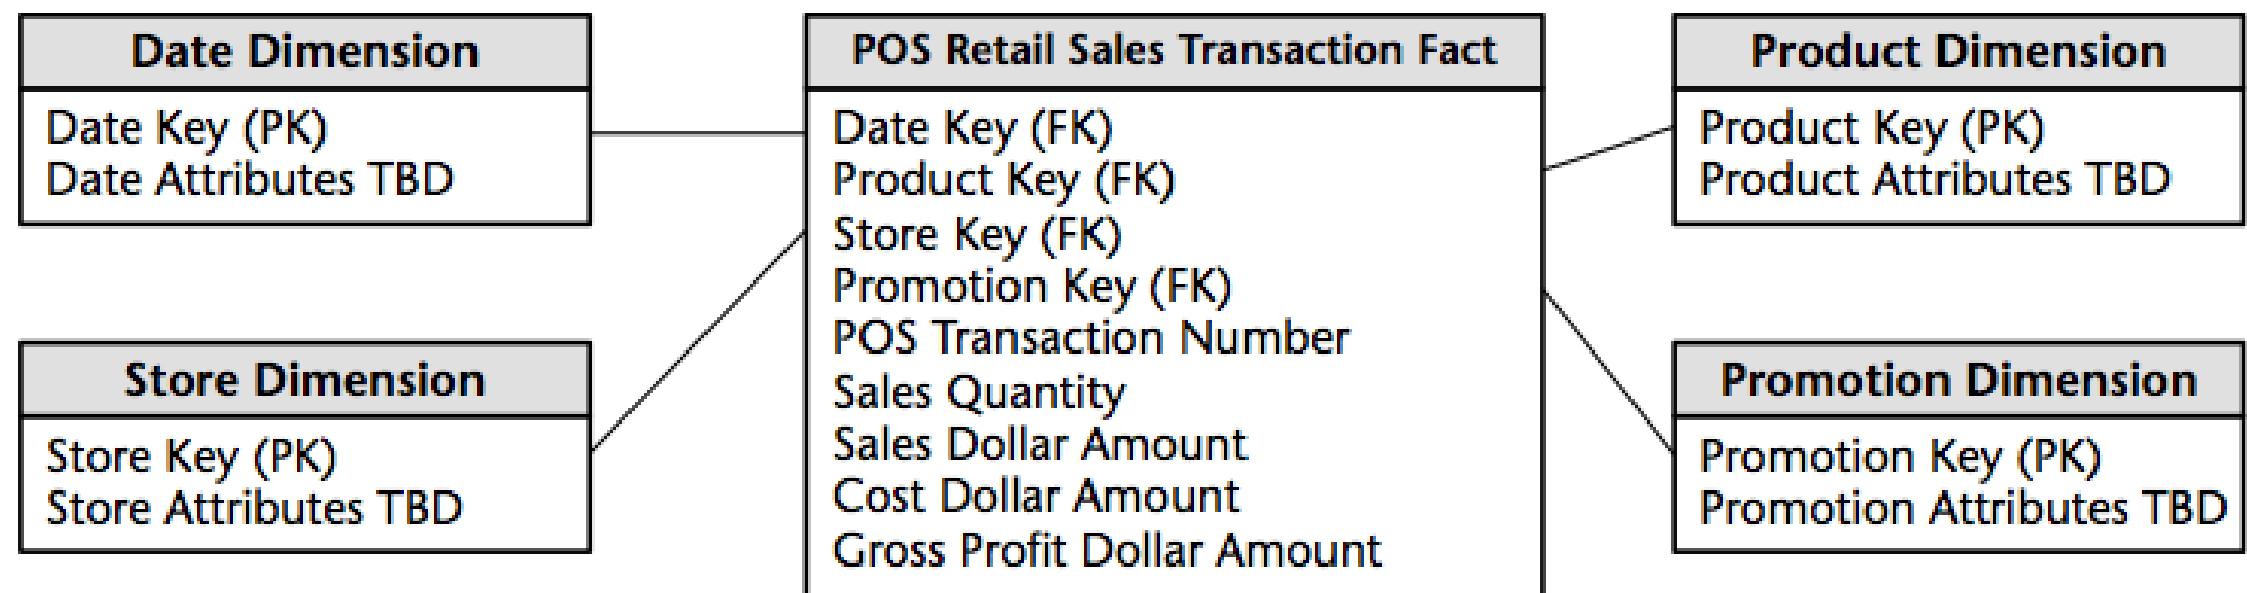 Date Dimension
Date Key (PK)
Date Attributes TBD
Store Dimension
Store Key (PK)
Store Attributes TBD
POS Retail Sales Transaction Fact
Date Key (FK)
Product Key (FK)
Store Key (FK)
Promotion Key (FK)
POS Transaction Number
Sales Quantity
Sales Dollar Amount
Cost Dollar Amount
Gross Profit Dollar Amount
Product Dimension
Product Key (PK)
Product Attributes TBD
Promotion Dimension
Promotion Key (PK)
Promotion Attributes TBD